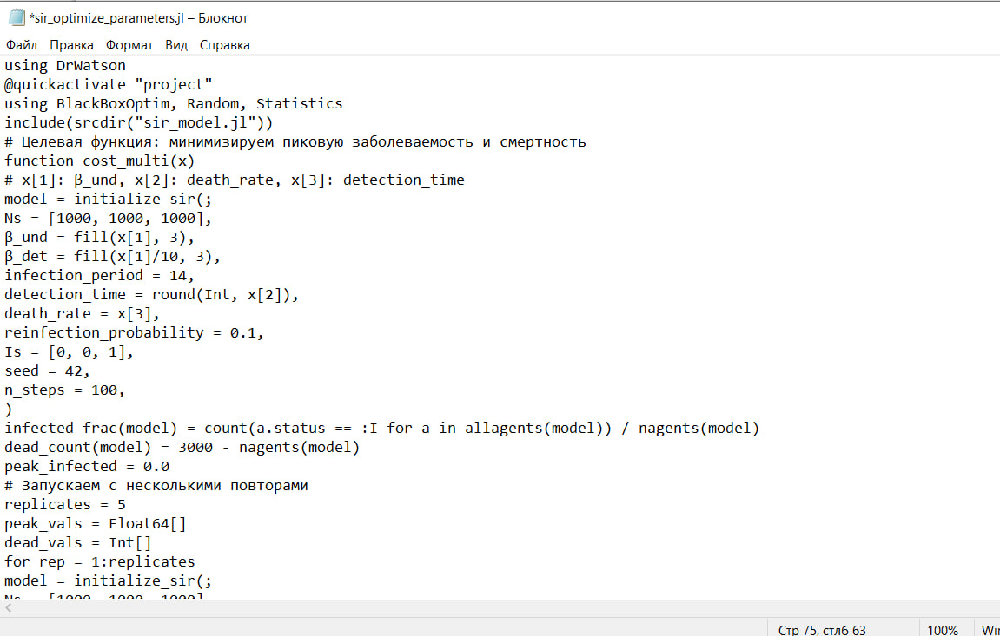 *sir_optimize_parameters.jl – Блокнот
Файл Правка Формат Вид Справка
using DrWatson
@quickactivate "project"
using BlackBoxOptim, Random, Statistics
include(srcdir("sir_model.jl"))
# Целевая функция: минимизируем пиковую заболеваемость и смертность
function cost_multi(x)
# x[1]: β_und, x[2]: death_rate, x[3]: detection_time
model = initialize_sir(;
Ns = [1000, 1000, 1000],
β_und = fill(x[1], 3),
β_det = fill(x[1]/10, 3),
infection_period = 14,
detection_time = round(Int, x[2]),
death_rate = x[3],
reinfection_probability = 0.1,
Is = [0, 0, 1],
seed = 42,
n_steps = 100,
)
infected_frac(model) = count(a.status == :I for a in allagents(model)) / nagents(model)
dead_count(model) = 3000 - nagents(model)
peak_infected = 0.0
# Запускаем с несколькими повторами
replicates = 5
peak_vals = Float64[]
dead_vals = Int[]
for rep = 1:replicates
model = initialize_sir(;
Ns = [1000, 1000, 1000]
Стр 75, стлб 63
100%
Win